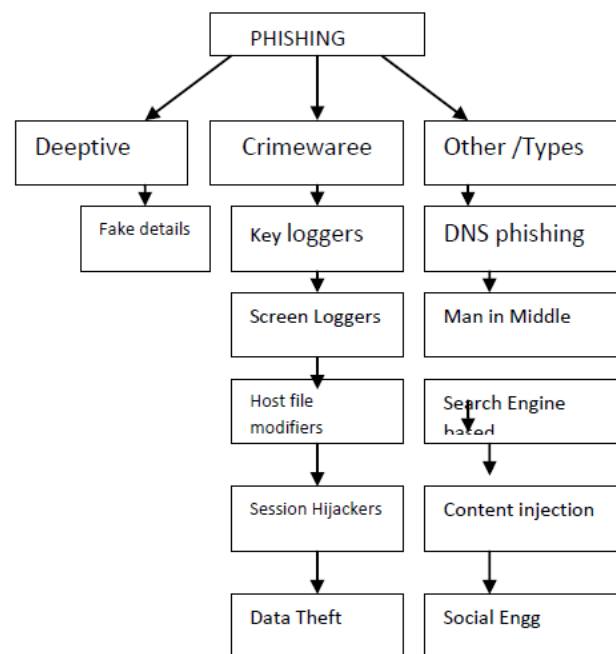 PHISHING
Deeptive
Crimewaree
Other /Types
Fake details
Key loggers
DNS phishing
Screen Loggers
Man in Middle
Host file
modifiers
Search Engine
based
Session Hijackers
Content injection
Data Theft
Social Engg